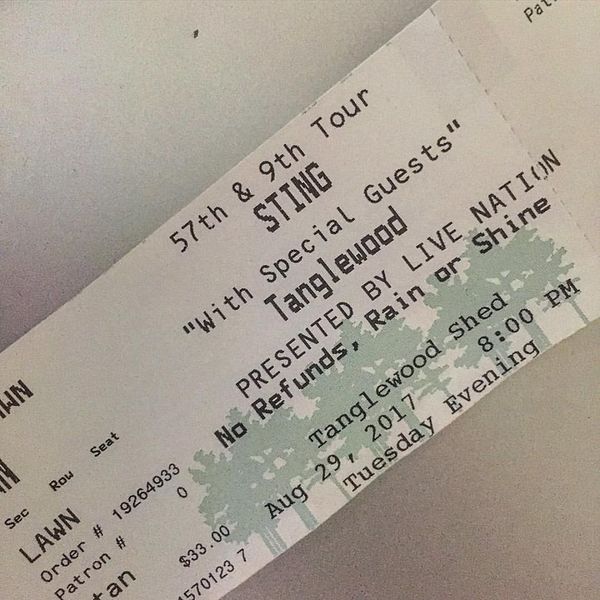 57th & 9th Tour
STING
"With Special Guests"
Tanglewood
PRESENTED BY LIVE NATION
No Refunds, Rain or Shine
Tanglewood Shed
Aug 29, 2017 8:00 PM
Tuesday Evening
Sec Row Seat
LAWN
Order # 19264933
Patron # 0
$33.00